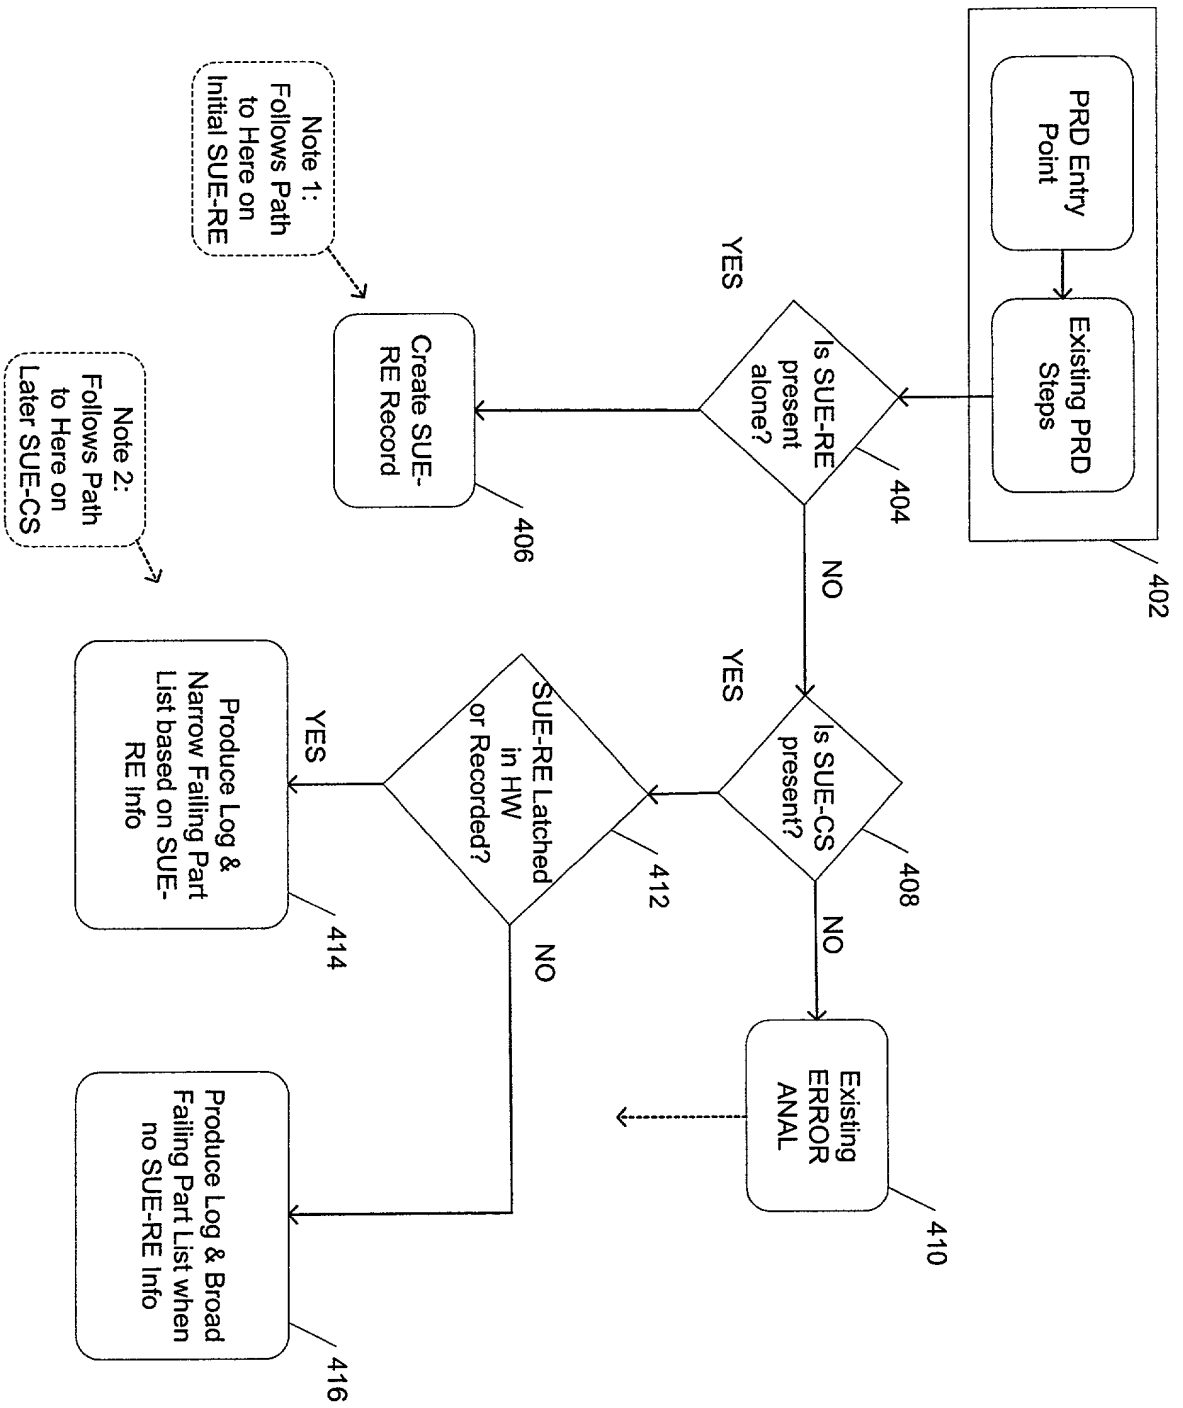 PRD Entry
Point
Existing PRD
Steps
402
Is SUE-RE
present
alone?
404
YES
NO
Create SUE-
RE Record
406
Note 1:
Follows Path
to Here on
Initial SUE-RE
Is SUE-CS
present?
408
YES
NO
Existing
ERROR
ANAL
410
SUE-RE Latched
in HW
or Recorded?
412
YES
NO
Note 2:
Follows Path
to Here on
Later SUE-CS
Produce Log &
Narrow Failing Part
List based on SUE-
RE Info
414
Produce Log & Broad
Failing Part List when
no SUE-RE Info
416